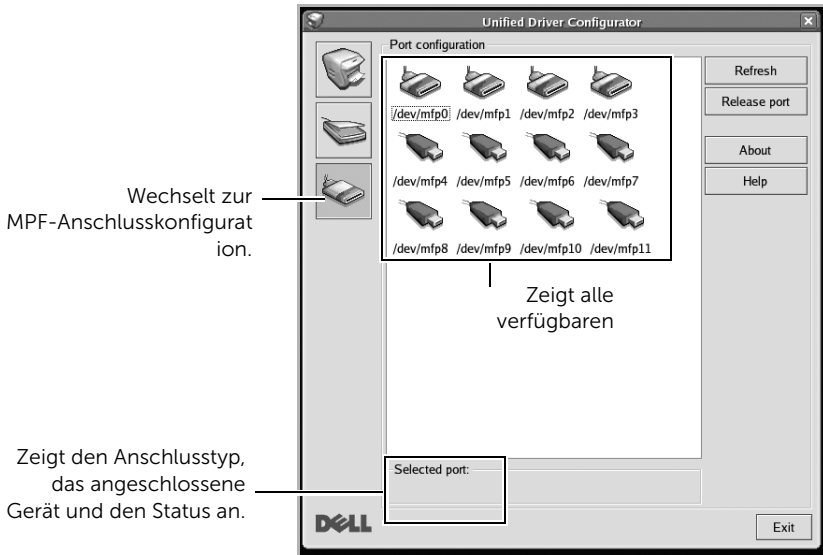 Unified Driver Configurator
Port configuration
/dev/mfp0 /dev/mfp1 /dev/mfp2 /dev/mfp3
/dev/mfp4 /dev/mfp5 /dev/mfp6 /dev/mfp7
/dev/mfp8 /dev/mfp9 /dev/mfp10 /dev/mfp11
Refresh
Release port
About
Help
Wechselt zur
MPF-Anschlusskonfigurat
ion.
Zeigt alle
verfügbaren
Zeigt den Anschlusstyp,
das angeschlossene
Gerät und den Status an.
Selected port:
DELL
Exit